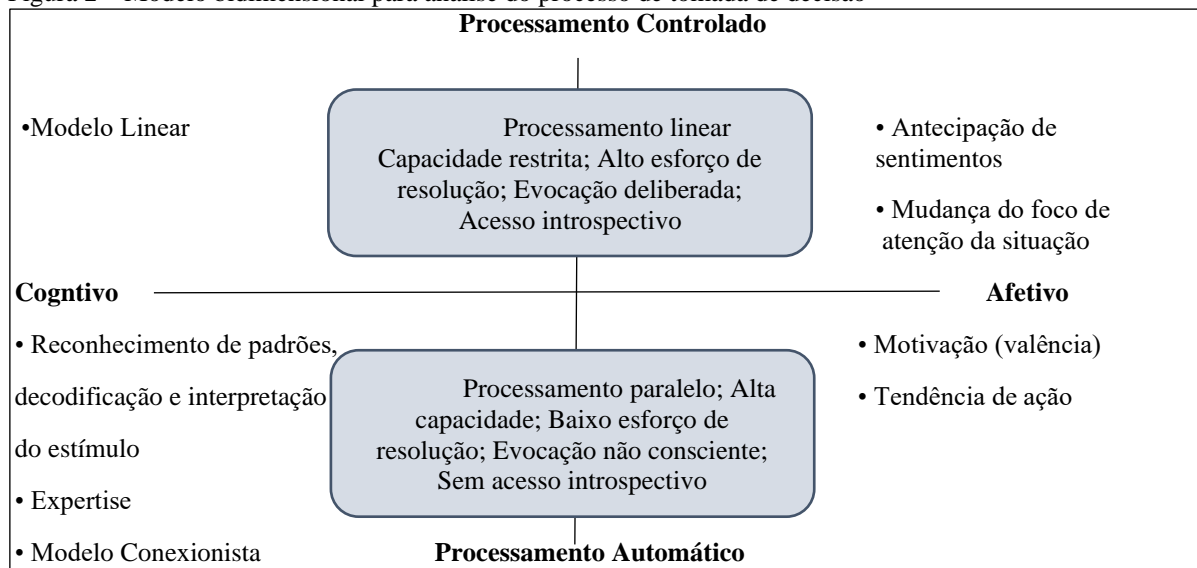 Figura 2 – Modelo bidimensional para análise do processo de tomada de decisão
Processamento Controlado
•Modelo Linear
Processamento linear
Capacidade restrita; Alto esforço de
resolução; Evocação deliberada;
Acesso introspectivo
• Antecipação de
sentimentos
• Mudança do foco de
atenção da situação
Cogntivo
Afetivo
• Reconhecimento de padrões,
decodificação e interpretação
do estímulo
• Expertise
• Modelo Conexionista
Processamento paralelo; Alta
capacidade; Baixo esforço de
resolução; Evocação não consciente;
Sem acesso introspectivo
• Motivação (valência)
• Tendência de ação
Processamento Automático